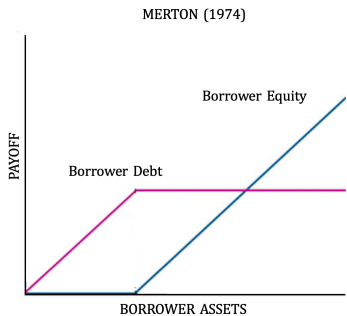 MERTON (1974)
Borrower Equity
Borrower Debt
PAYOFF
BORROWER ASSETS